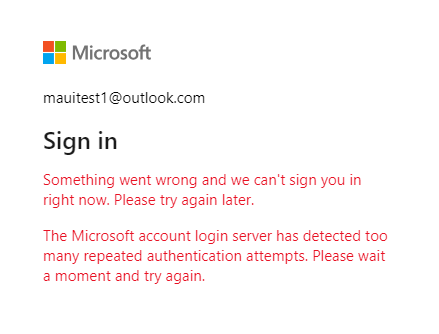 Microsoft
mauitest1@outlook.com
Sign in
Something went wrong and we can't sign you in
right now. Please try again later.
The Microsoft account login server has detected too
many repeated authentication attempts. Please wait
a moment and try again.